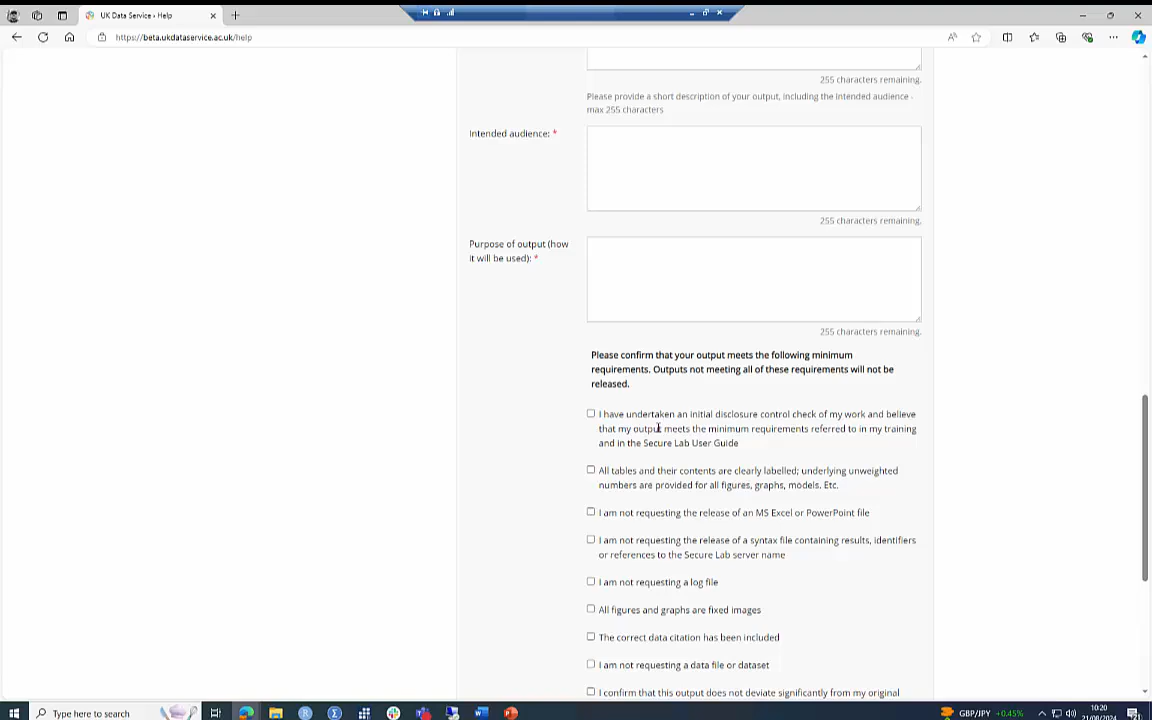 UK Data Service › Help
https://beta.ukdataservice.ac.uk/help
255 characters remaining.
Please provide a short description of your output, including the intended audience -
max 255 characters
Intended audience: *
255 characters remaining.
Purpose of output (how
it will be used): *
255 characters remaining.
Please confirm that your output meets the following minimum
requirements. Outputs not meeting all of these requirements will not be
released.
I have undertaken an initial disclosure control check of my work and believe
that my output meets the minimum requirements referred to in my training
and in the Secure Lab User Guide
All tables and their contents are clearly labelled; underlying unweighted
numbers are provided for all figures, graphs, models. Etc.
I am not requesting the release of an MS Excel or PowerPoint file
I am not requesting the release of a syntax file containing results, identifiers
or references to the Secure Lab server name
I am not requesting a log file
All figures and graphs are fixed images
The correct data citation has been included
I am not requesting a data file or dataset
I confirm that this output does not deviate significantly from my original
Type here to search
GBP/JPY +0.45%
10:20
21/08/2024